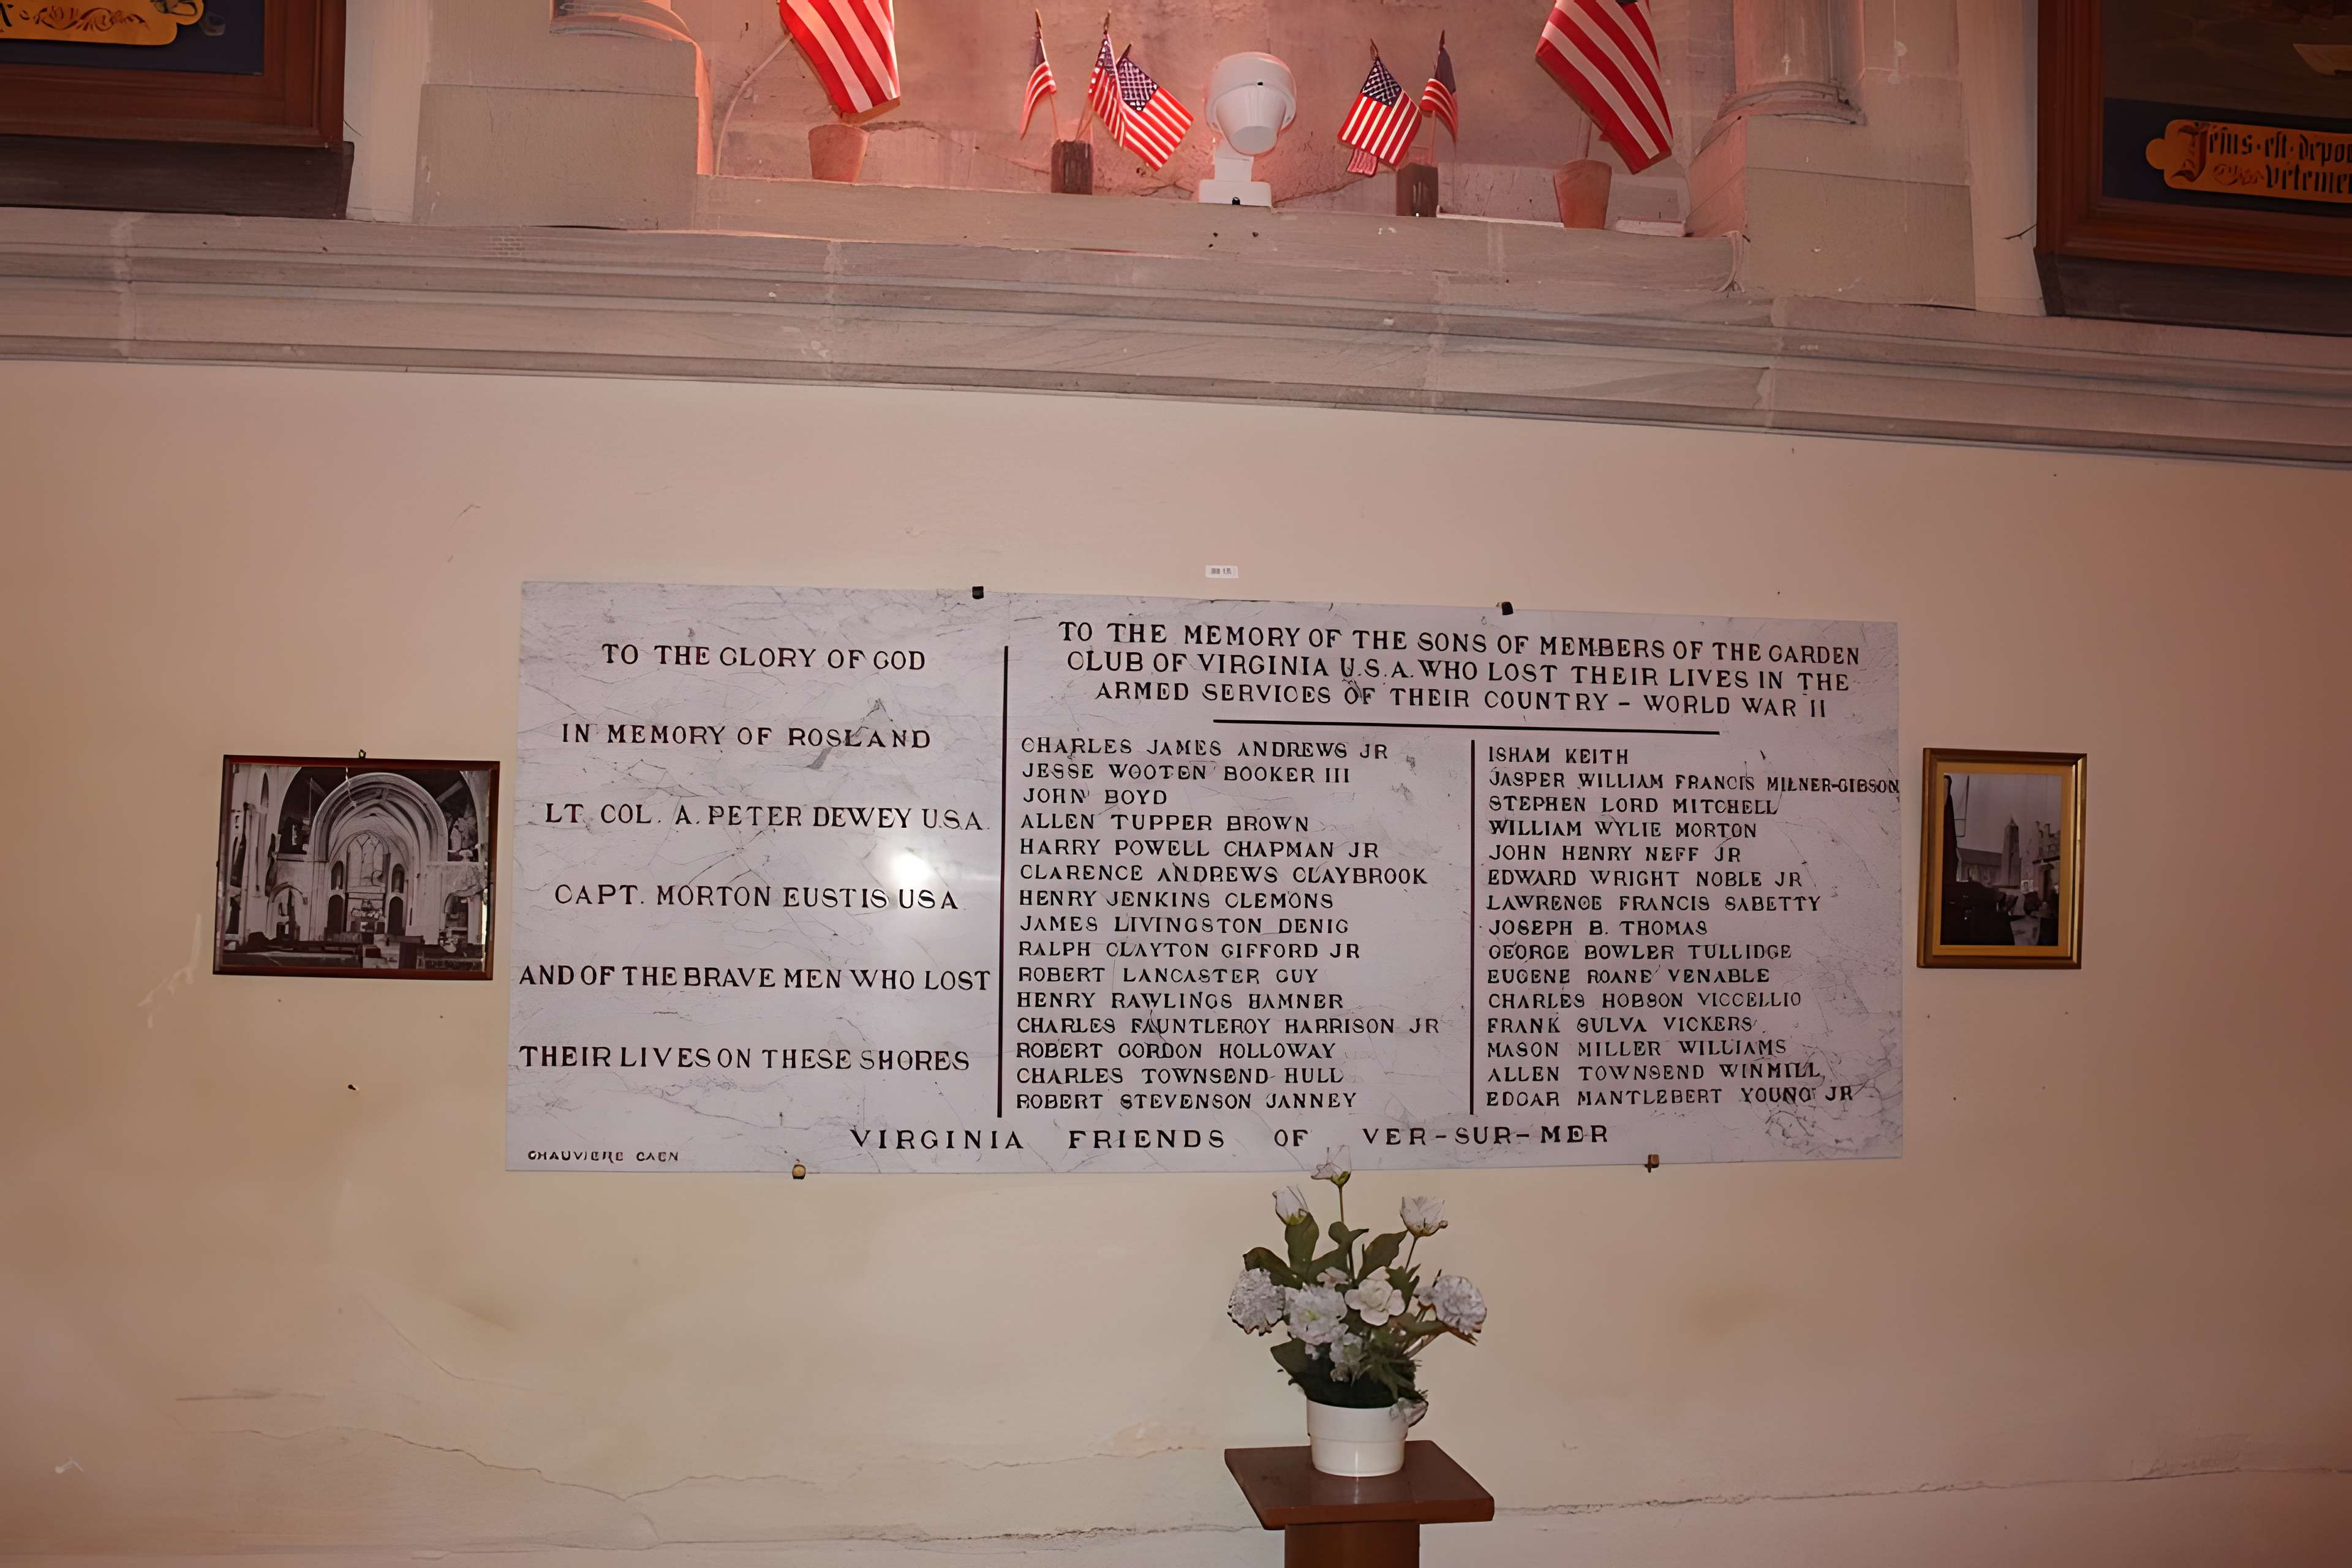 Jésus est depou
vêtemen
TO THE GLORY OF GOD
IN MEMORY OF ROSLAND
LT. COL. A. PETER DEWEY U.S.A.
CAPT. MORTON EUSTIS USA
AND OF THE BRAVE MEN WHO LOST
THEIR LIVES ON THESE SHORES
TO THE MEMORY OF THE SONS OF MEMBERS OF THE GARDEN
CLUB OF VIRGINIA U.S.A. WHO LOST THEIR LIVES IN THE
ARMED SERVICES OF THEIR COUNTRY - WORLD WAR II
CHARLES JAMES ANDREWS JR
JESSE WOOTEN BOOKER III
JOHN BOYD
ALLEN TUPPER BROWN
HARRY POWELL CHAPMAN JR
CLARENCE ANDREWS CLAYBROOK
HENRY JENKINS CLEMONS
JAMES LIVINGSTON DENIG
RALPH CLAYTON GIFFORD JR
ROBERT LANCASTER GUY
HENRY RAWLINGS HAMNER
CHARLES FAUNTLEROY HARRISON JR
ROBERT GORDON HOLLOWAY
CHARLES TOWNSEND HULL
ROBERT STEVENSON JANNEY
ISHAM KEITH
JASPER WILLIAM FRANCIS MILNER-GIBSON
STEPHEN LORD MITCHELL
WILLIAM WYLIE MORTON
JOHN HENRY NEFF JR
EDWARD WRIGHT NOBLE JR
LAWRENCE FRANCIS SABETTY
JOSEPH B. THOMAS
GEORGE BOWLER TULLIDGE
EUGENE ROANE VENABLE
CHARLES HOBSON VICCELLIO
FRANK SULVA VICKERS
MASON MILLER WILLIAMS
ALLEN TOWNSEND WINMILL
EDGAR MANTLEBERT YOUNG JR
VIRGINIA FRIENDS OF VER-SUR-MER
CHAUVIERE CAEN